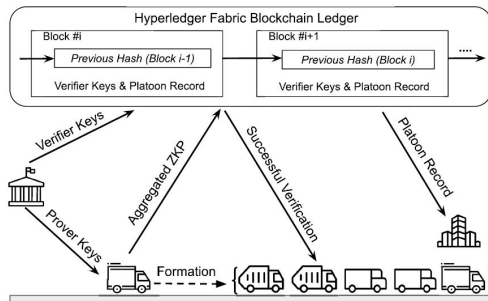 Hyperledger Fabric Blockchain Ledger
Block #i
Previous Hash (Block i-1)
Verifier Keys & Platoon Record
Block #i+1
Previous Hash (Block i)
Verifier Keys & Platoon Record
....
Verifier Keys
Prover Keys
Aggregated ZKP
Successful Verification
Platoon Record
Formation